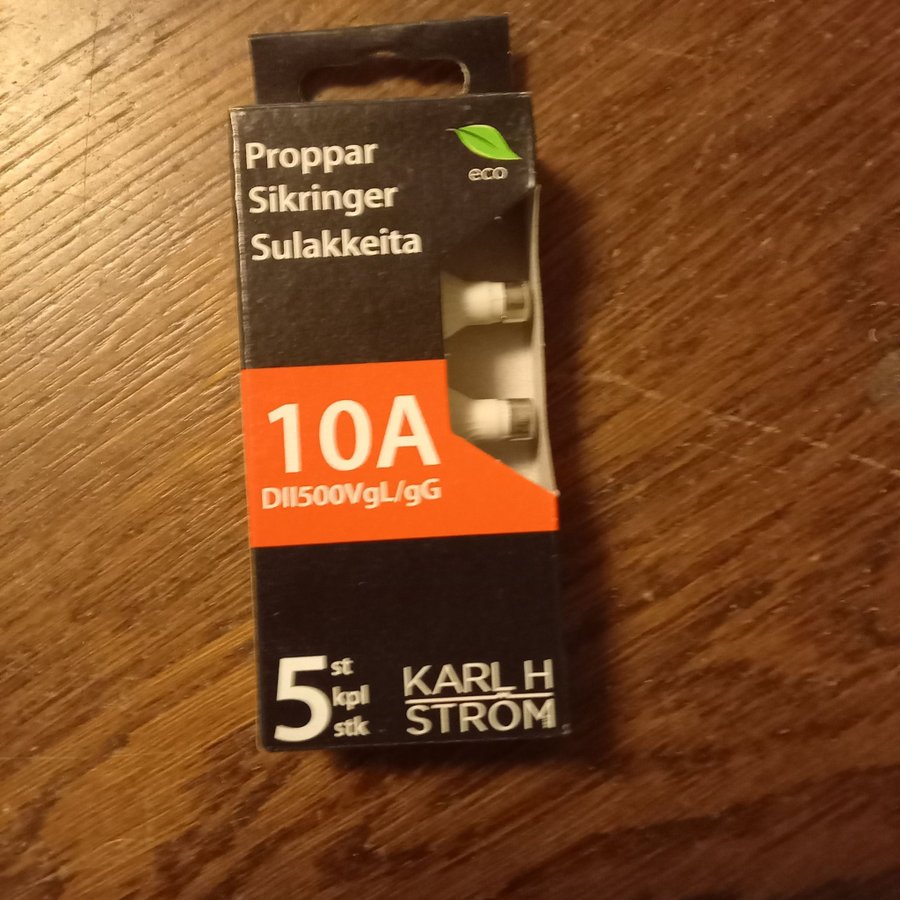 Proppar
Sikringer
Sulakkeita
eco
10A
DII500VgL/gG
5 st
kpl
stk
KARL H
STRÖM